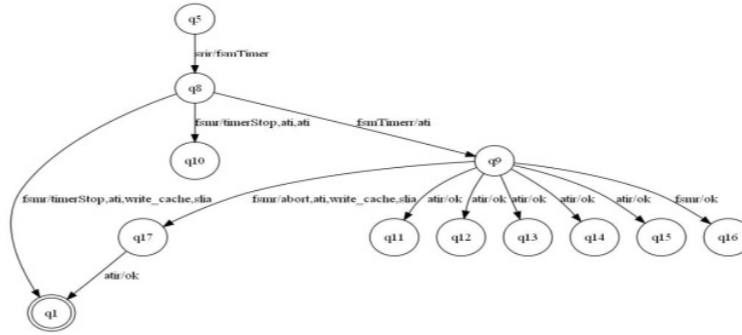 q5
srir/fsmTimer
q8
fsmr/timerStop,ati,ati
fsmTimerr/ati
q10
q9
fsmr/timerStop,ati,write_cache,slia
fsmr/abort,ati,write_cache,slia
atir/ok
atir/ok
atir/ok
atir/ok
atir/ok
fsmr/ok
q17
q11
q12
q13
q14
q15
q16
atir/ok
q1